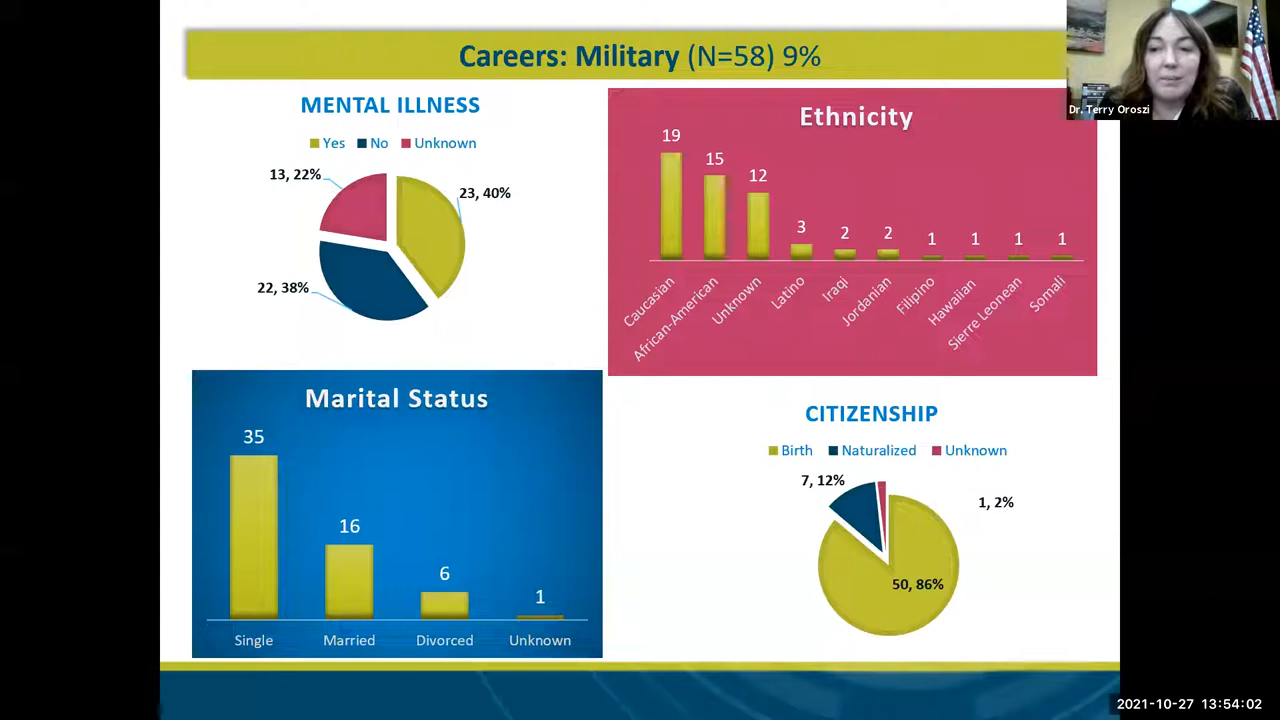 Careers: Military (N=58) 9%
Dr. Terry Oroszi
MENTAL ILLNESS
Yes No Unknown
13, 22%
23, 40%
22, 38%
Ethnicity
19
15
12
3
2
2
1
1
1
1
Caucasian
African-American
Unknown
Latino
Iraqi
Jordanian
Filipino
Hawaiian
Sierre Leonean
Somali
Marital Status
35
16
6
1
Single Married Divorced Unknown
CITIZENSHIP
Birth Naturalized Unknown
7, 12%
1, 2%
50, 86%
2021-10-27 13:54:02